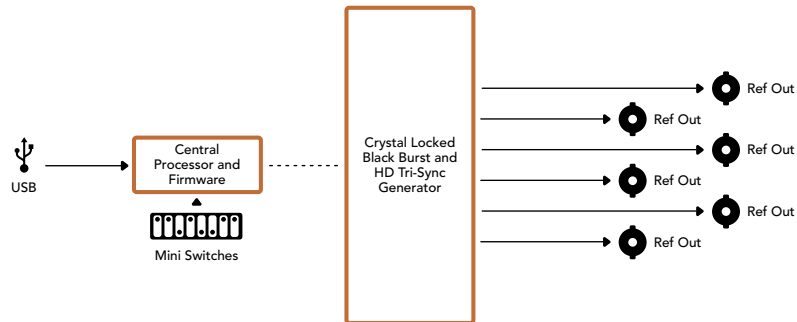 USB
Central
Processor and
Firmware
Mini Switches
Crystal Locked
Black Burst and
HD Tri-Sync
Generator
Ref Out
Ref Out
Ref Out
Ref Out
Ref Out
Ref Out